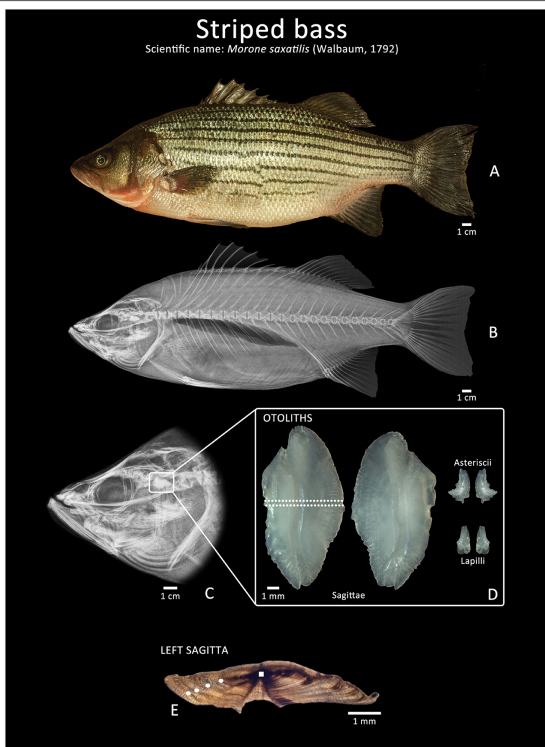 Striped bass
Scientific name: Morone saxatilis (Walbaum, 1792)
A
1 cm
B
1 cm
C
1 cm
OTOLITHS
Asteriscii
Lapilli
1 mm
Sagittae
D
LEFT SAGITTA
E
1 mm